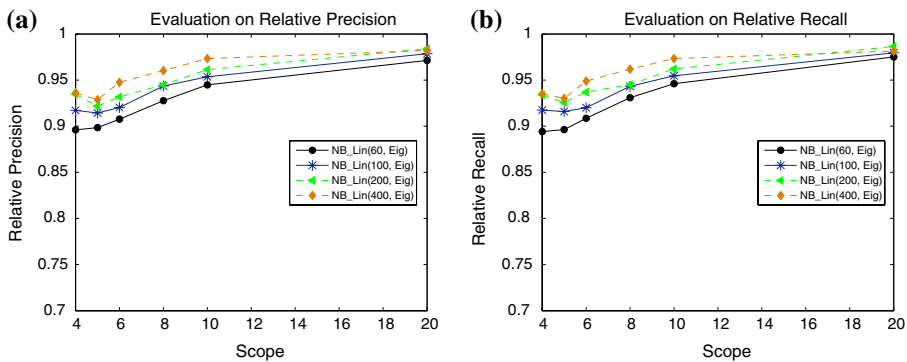 (a)
Evaluation on Relative Precision
1
0.95
0.9
0.85
0.8
0.75
0.7
Relative Precision
4 6 8 10 12 14 16 18 20
Scope
NB_Lin(60, Eig)
NB_Lin(100, Eig)
NB_Lin(200, Eig)
NB_Lin(400, Eig)
(b)
Evaluation on Relative Recall
1
0.95
0.9
0.85
0.8
0.75
0.7
Relative Recall
4 6 8 10 12 14 16 18 20
Scope
NB_Lin(60, Eig)
NB_Lin(100, Eig)
NB_Lin(200, Eig)
NB_Lin(400, Eig)